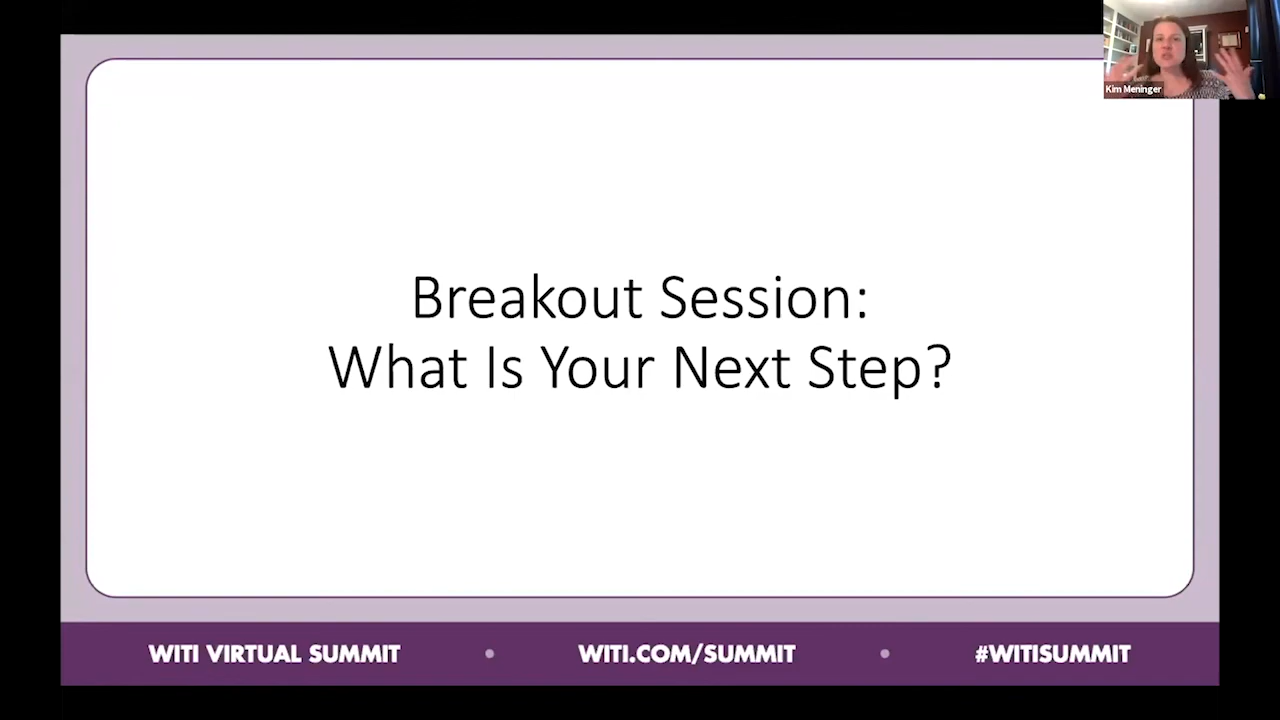 Kim Meninger
Breakout Session:
What Is Your Next Step?
WITI VIRTUAL SUMMIT • WITI.COM/SUMMIT • #WITISUMMIT